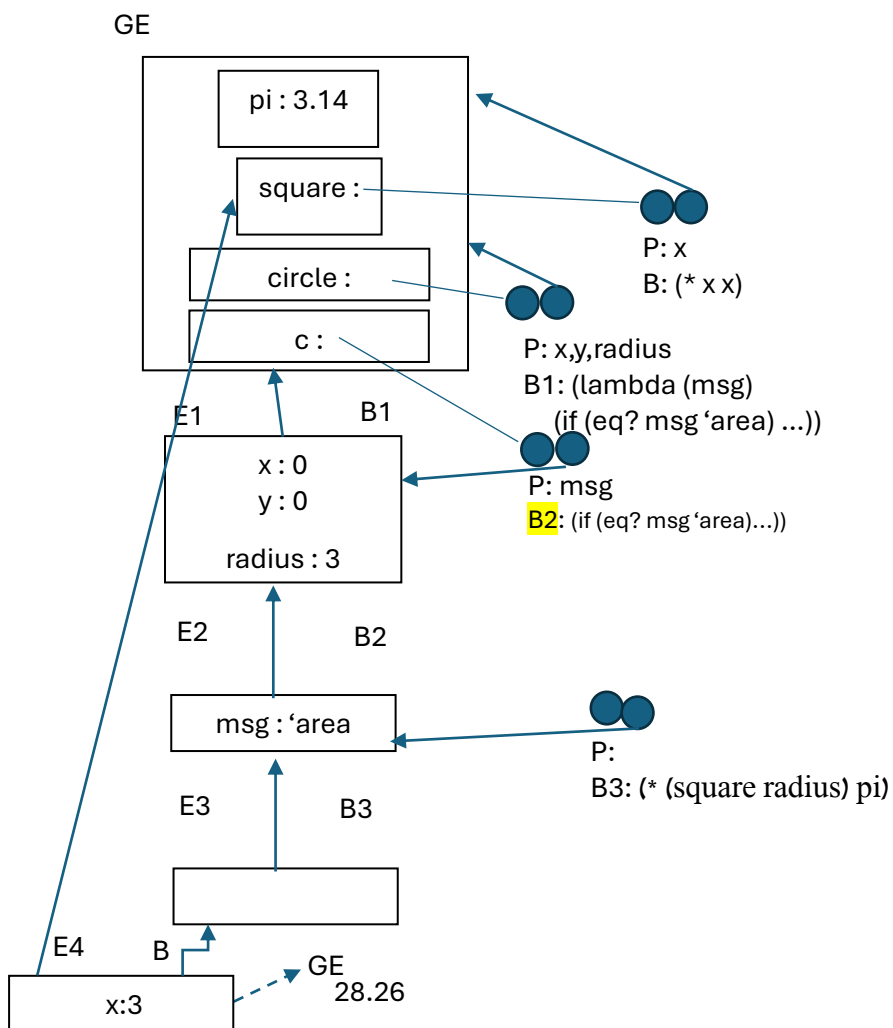 GE
pi : 3.14
square :
P: x
B: (* x x)
circle :
c :
P: x,y,radius
B1: (lambda (msg)
(if (eq? msg ‘area) …))
E1
B1
x : 0
y : 0
radius : 3
P: msg
B2: (if (eq? msg ‘area)…))
E2
B2
msg : ‘area
P:
B3: (* (square radius) pi)
E3
B3
E4
B
GE
28.26
x:3